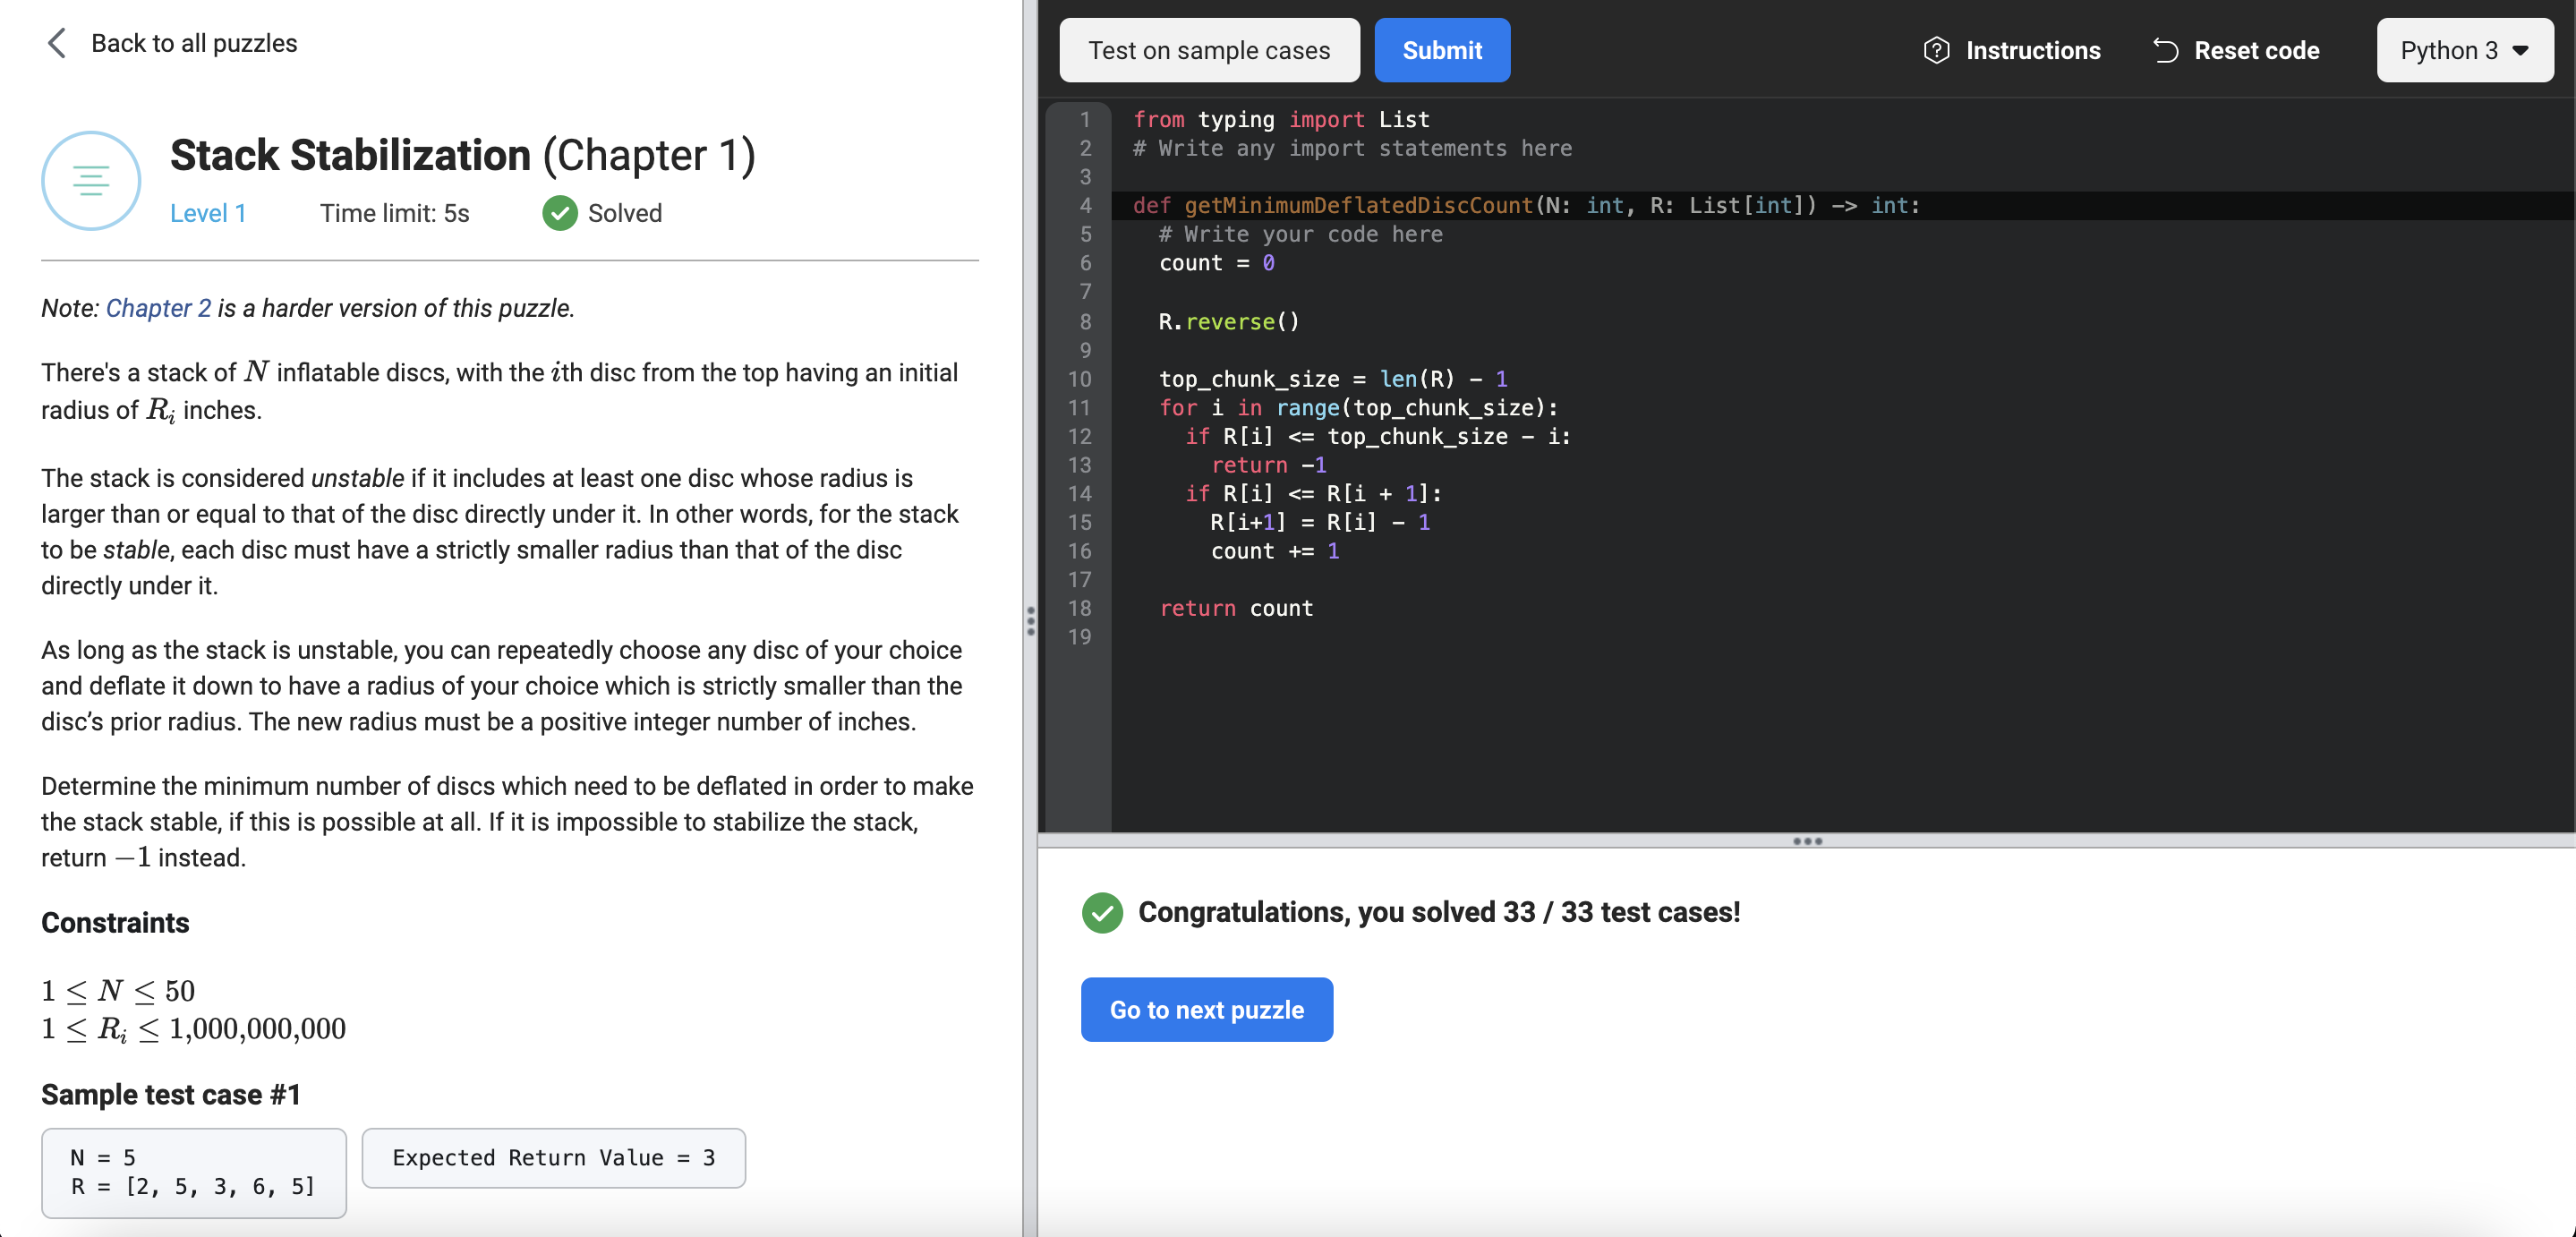 Back to all puzzles
Stack Stabilization (Chapter 1)
Level 1 Time limit: 5s Solved
Note: Chapter 2 is a harder version of this puzzle.
There's a stack of N inflatable discs, with the ith disc from the top having an initial
radius of Ri inches.
The stack is considered unstable if it includes at least one disc whose radius is
larger than or equal to that of the disc directly under it. In other words, for the stack
to be stable, each disc must have a strictly smaller radius than that of the disc
directly under it.
As long as the stack is unstable, you can repeatedly choose any disc of your choice
and deflate it down to have a radius of your choice which is strictly smaller than the
disc’s prior radius. The new radius must be a positive integer number of inches.
Determine the minimum number of discs which need to be deflated in order to make
the stack stable, if this is possible at all. If it is impossible to stabilize the stack,
return −1 instead.
Constraints
1 ≤ N ≤ 50
1 ≤ Ri ≤ 1,000,000,000
Sample test case #1
N = 5
R = [2, 5, 3, 6, 5]
Expected Return Value = 3
Test on sample cases Submit Instructions Reset code Python 3
1 from typing import List
2 # Write any import statements here
3
4 def getMinimumDeflatedDiscCount(N: int, R: List[int]) -> int:
5   # Write your code here
6   count = 0
7
8   R.reverse()
9
10   top_chunk_size = len(R) - 1
11   for i in range(top_chunk_size):
12     if R[i] <= top_chunk_size - i:
13       return -1
14     if R[i] <= R[i + 1]:
15       R[i+1] = R[i] - 1
16       count += 1
17
18   return count
19
Congratulations, you solved 33 / 33 test cases!
Go to next puzzle